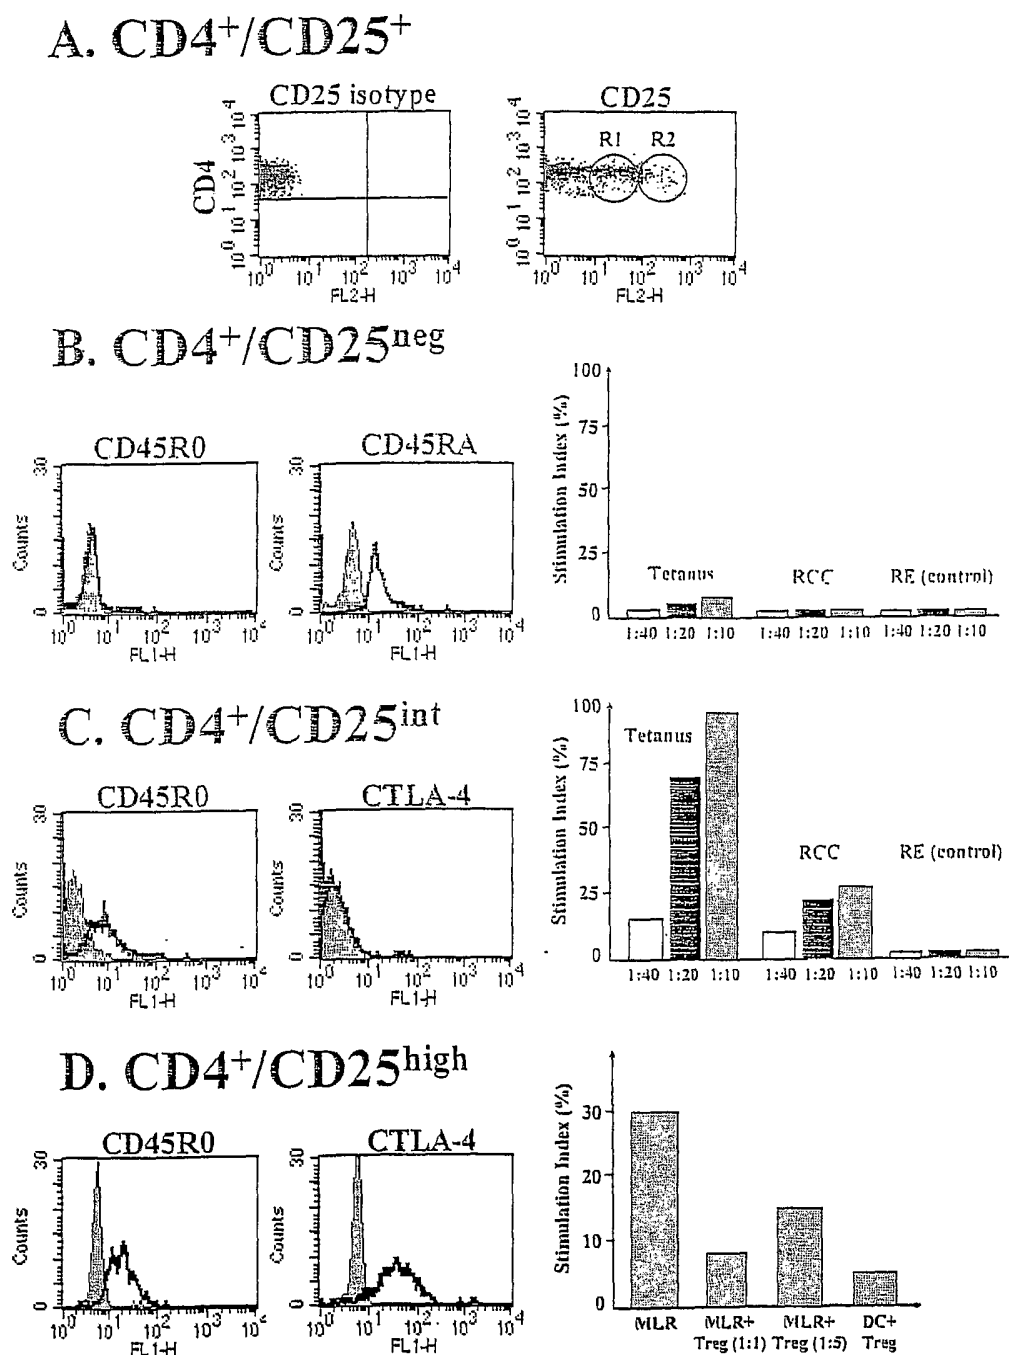 A. CD4+/CD25+
CD25 isotype
CD25
CD4
10^0 10^1 10^2 10^3 10^4
10^0 10^1 10^2 10^3 10^4
FL2-H
R1 R2
10^0 10^1 10^2 10^3 10^4
10^0 10^1 10^2 10^3 10^4
FL2-H
B. CD4+/CD25neg
CD45R0
Counts
0 30
10^0 10^1 10^2 10^3 10^4
FL1-H
CD45RA
Counts
0 30
10^0 10^1 10^2 10^3 10^4
FL1-H
Stimulation Index (%)
100
75
50
25
0
Tetanus RCC RE (control)
1:40 1:20 1:10 1:40 1:20 1:10 1:40 1:20 1:10
C. CD4+/CD25int
CD45R0
Counts
0 30
10^0 10^1 10^2 10^3 10^4
FL1-H
CTLA-4
Counts
0 30
10^0 10^1 10^2 10^3 10^4
FL1-H
Stimulation Index (%)
100
75
50
25
0
Tetanus
RCC RE (control)
1:40 1:20 1:10 1:40 1:20 1:10 1:40 1:20 1:10
D. CD4+/CD25high
CD45R0
Counts
0 30
10^0 10^1 10^2 10^3 10^4
FL1-H
CTLA-4
Counts
0 30
10^0 10^1 10^2 10^3 10^4
FL1-H
Stimulation Index (%)
30
20
10
0
MLR MLR+ MLR+ DC+
Treg (1:1) Treg (1:5) Treg